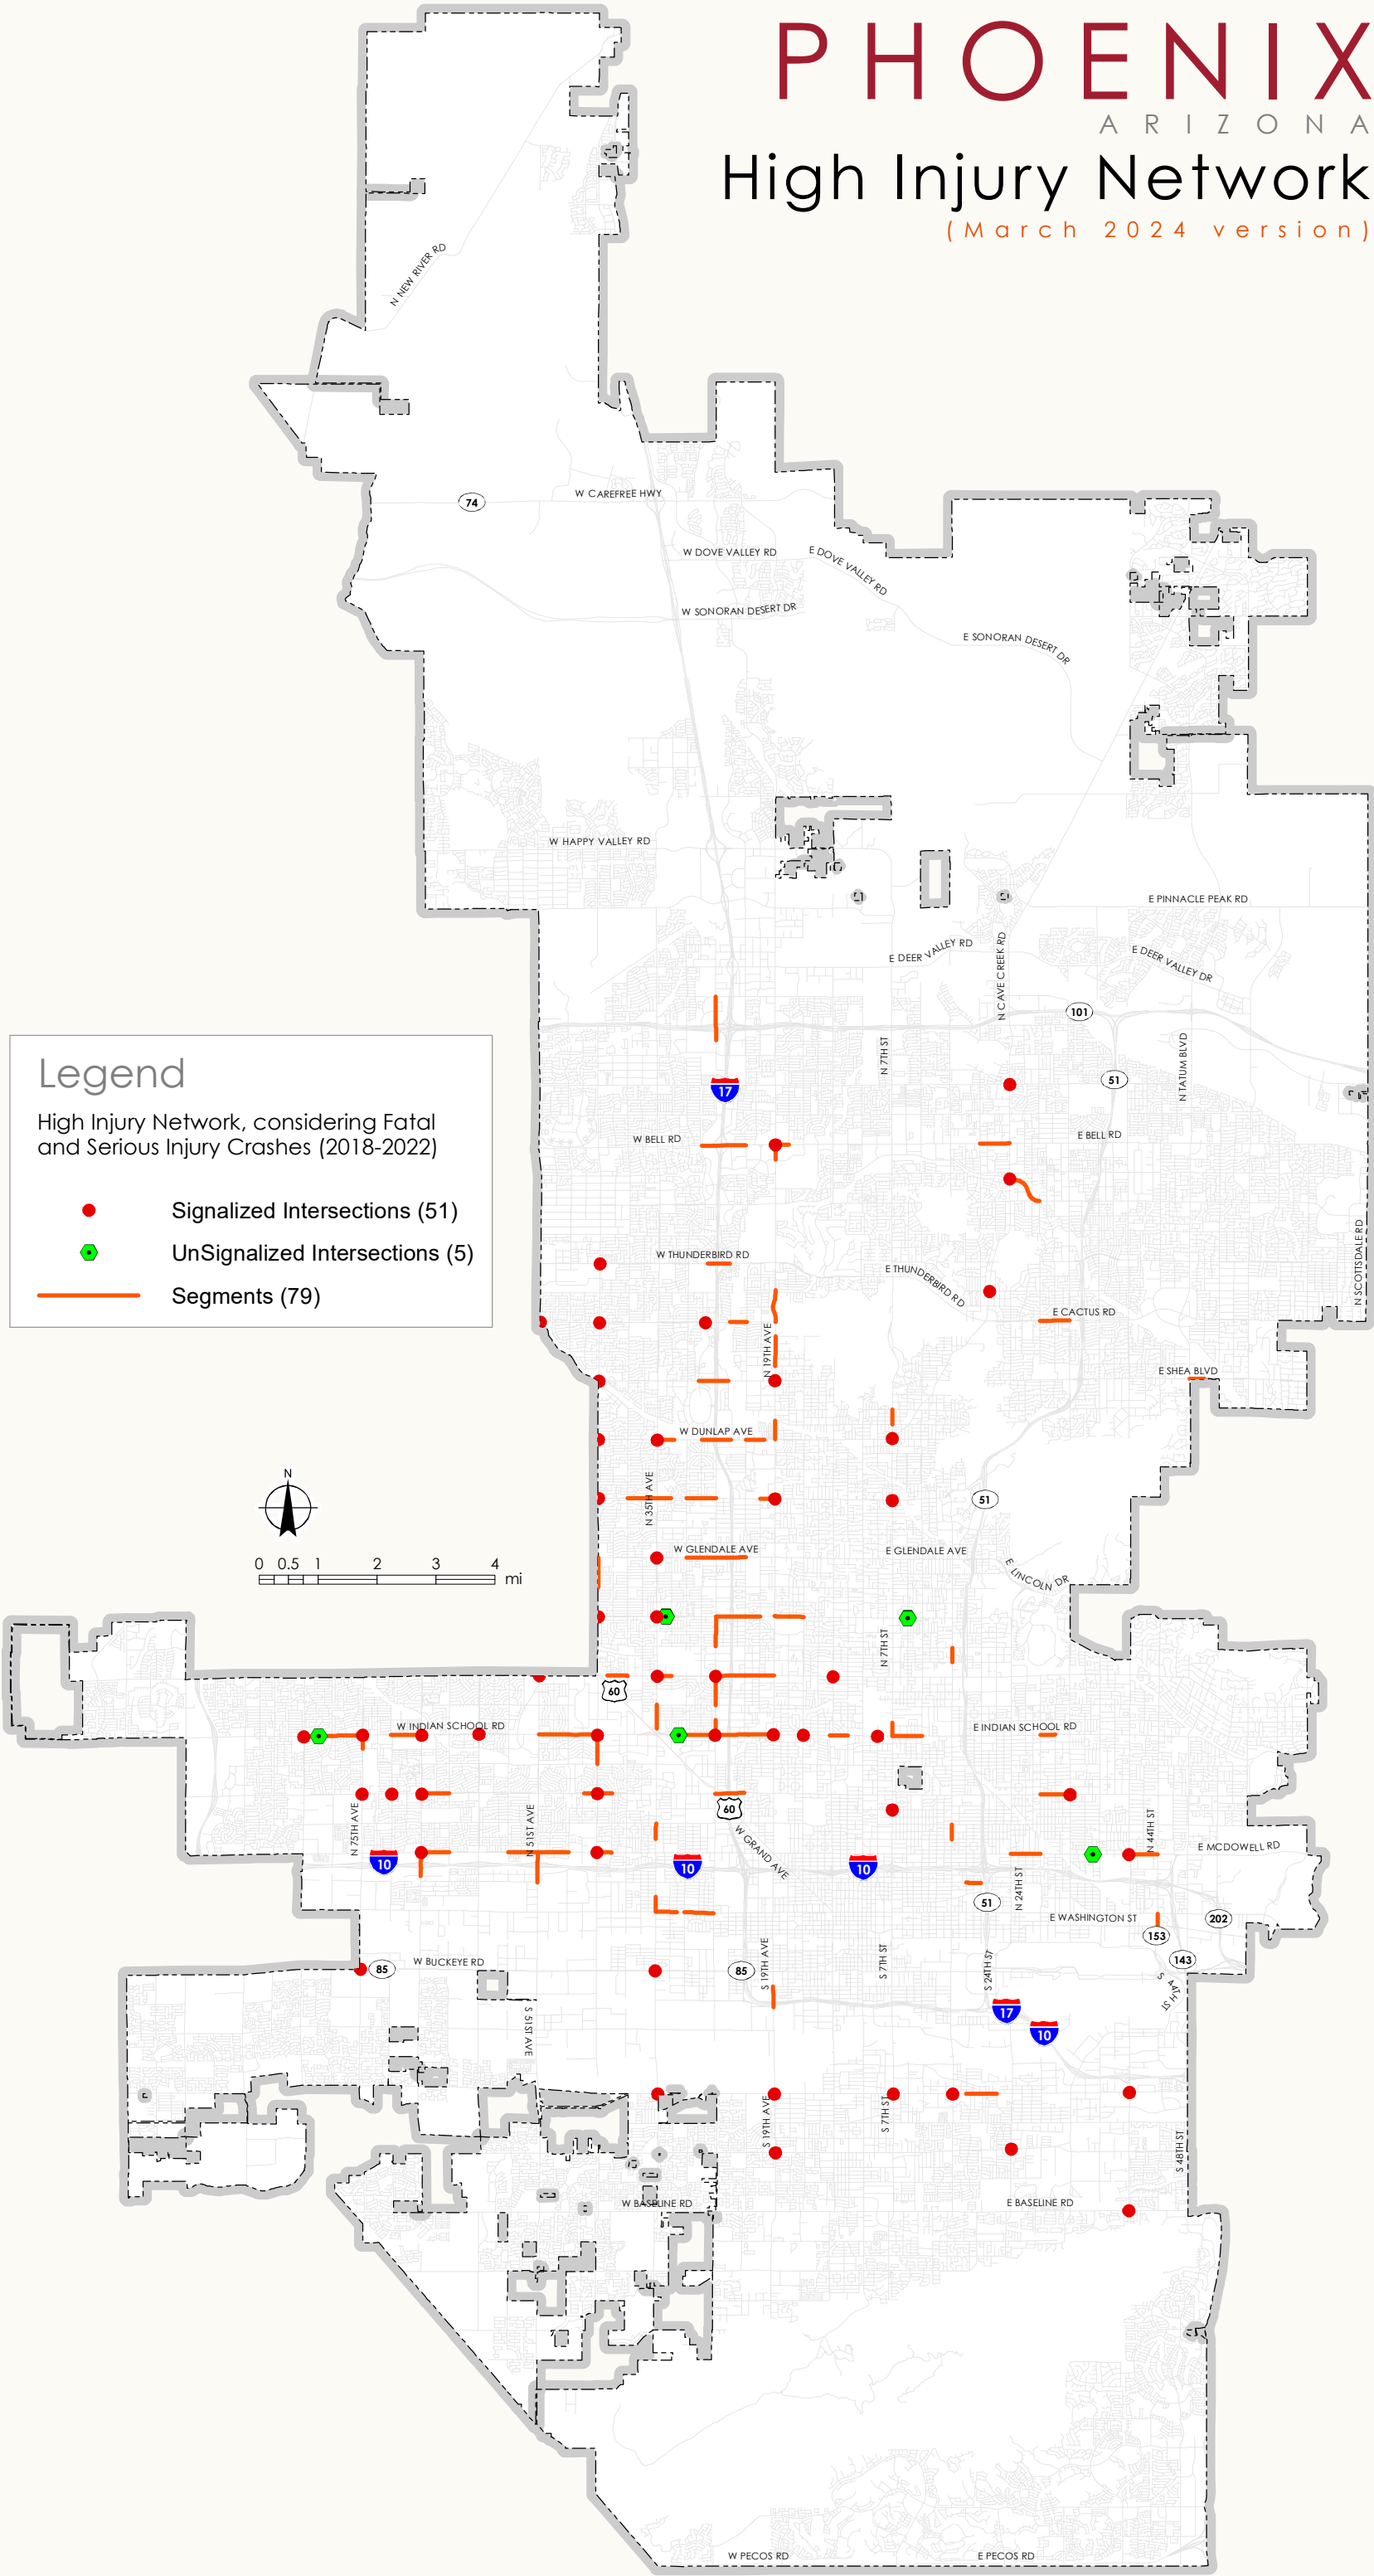 PHOENIX
ARIZONA
High Injury Network
(March 2024 version)
N NEW RIVER RD
74
W CAREFREE HWY
W DOVE VALLEY RD
E DOVE VALLEY RD
W SONORAN DESERT DR
E SONORAN DESERT DR
W HAPPY VALLEY RD
E PINNACLE PEAK RD
E DEER VALLEY RD
N CAVE CREEK RD
E DEER VALLEY DR
101
N 7TH ST
N TATUM BLVD
51
17
Legend
High Injury Network, considering Fatal
and Serious Injury Crashes (2018-2022)
Signalized Intersections (51)
UnSignalized Intersections (5)
Segments (79)
W BELL RD
E BELL RD
W THUNDERBIRD RD
E THUNDERBIRD RD
N SCOTTSDALE RD
E CACTUS RD
N 19TH AVE
E SHEA BLVD
W DUNLAP AVE
N
N 35TH AVE
51
W GLENDALE AVE
E GLENDALE AVE
E LINCOLN DR
0 0.5 1 2 3 4
mi
N 7TH ST
60
W INDIAN SCHOOL RD
E INDIAN SCHOOL RD
60
N 75TH AVE
N 51ST AVE
W GRAND AVE
N 44TH ST
E MCDOWELL RD
10
10
10
N 24TH ST
51
E WASHINGTON ST
202
153
143
W BUCKEYE RD
85
85
S 19TH AVE
S 7TH ST
S 24TH ST
S 44TH ST
17
10
S 51ST AVE
S 19TH AVE
S 7TH ST
S 48TH ST
W BASELINE RD
E BASELINE RD
W PECOS RD
E PECOS RD